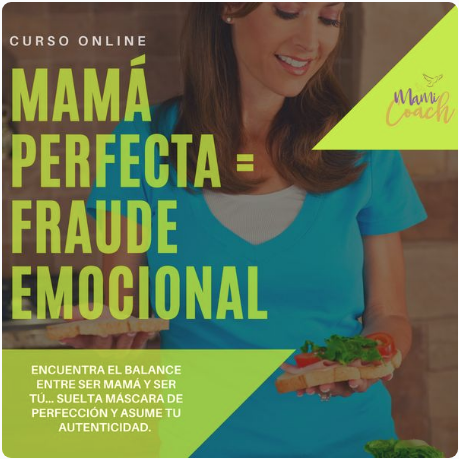 CURSO ONLINE
MAMÁ
PERFECTA =
FRAUDE
EMOCIONAL
Mami
Coach
ENCUENTRA EL BALANCE
ENTRE SER MAMÁ Y SER
TÚ... SUELTA MÁSCARA DE
PERFECCIÓN Y ASUME TU
AUTENTICIDAD.